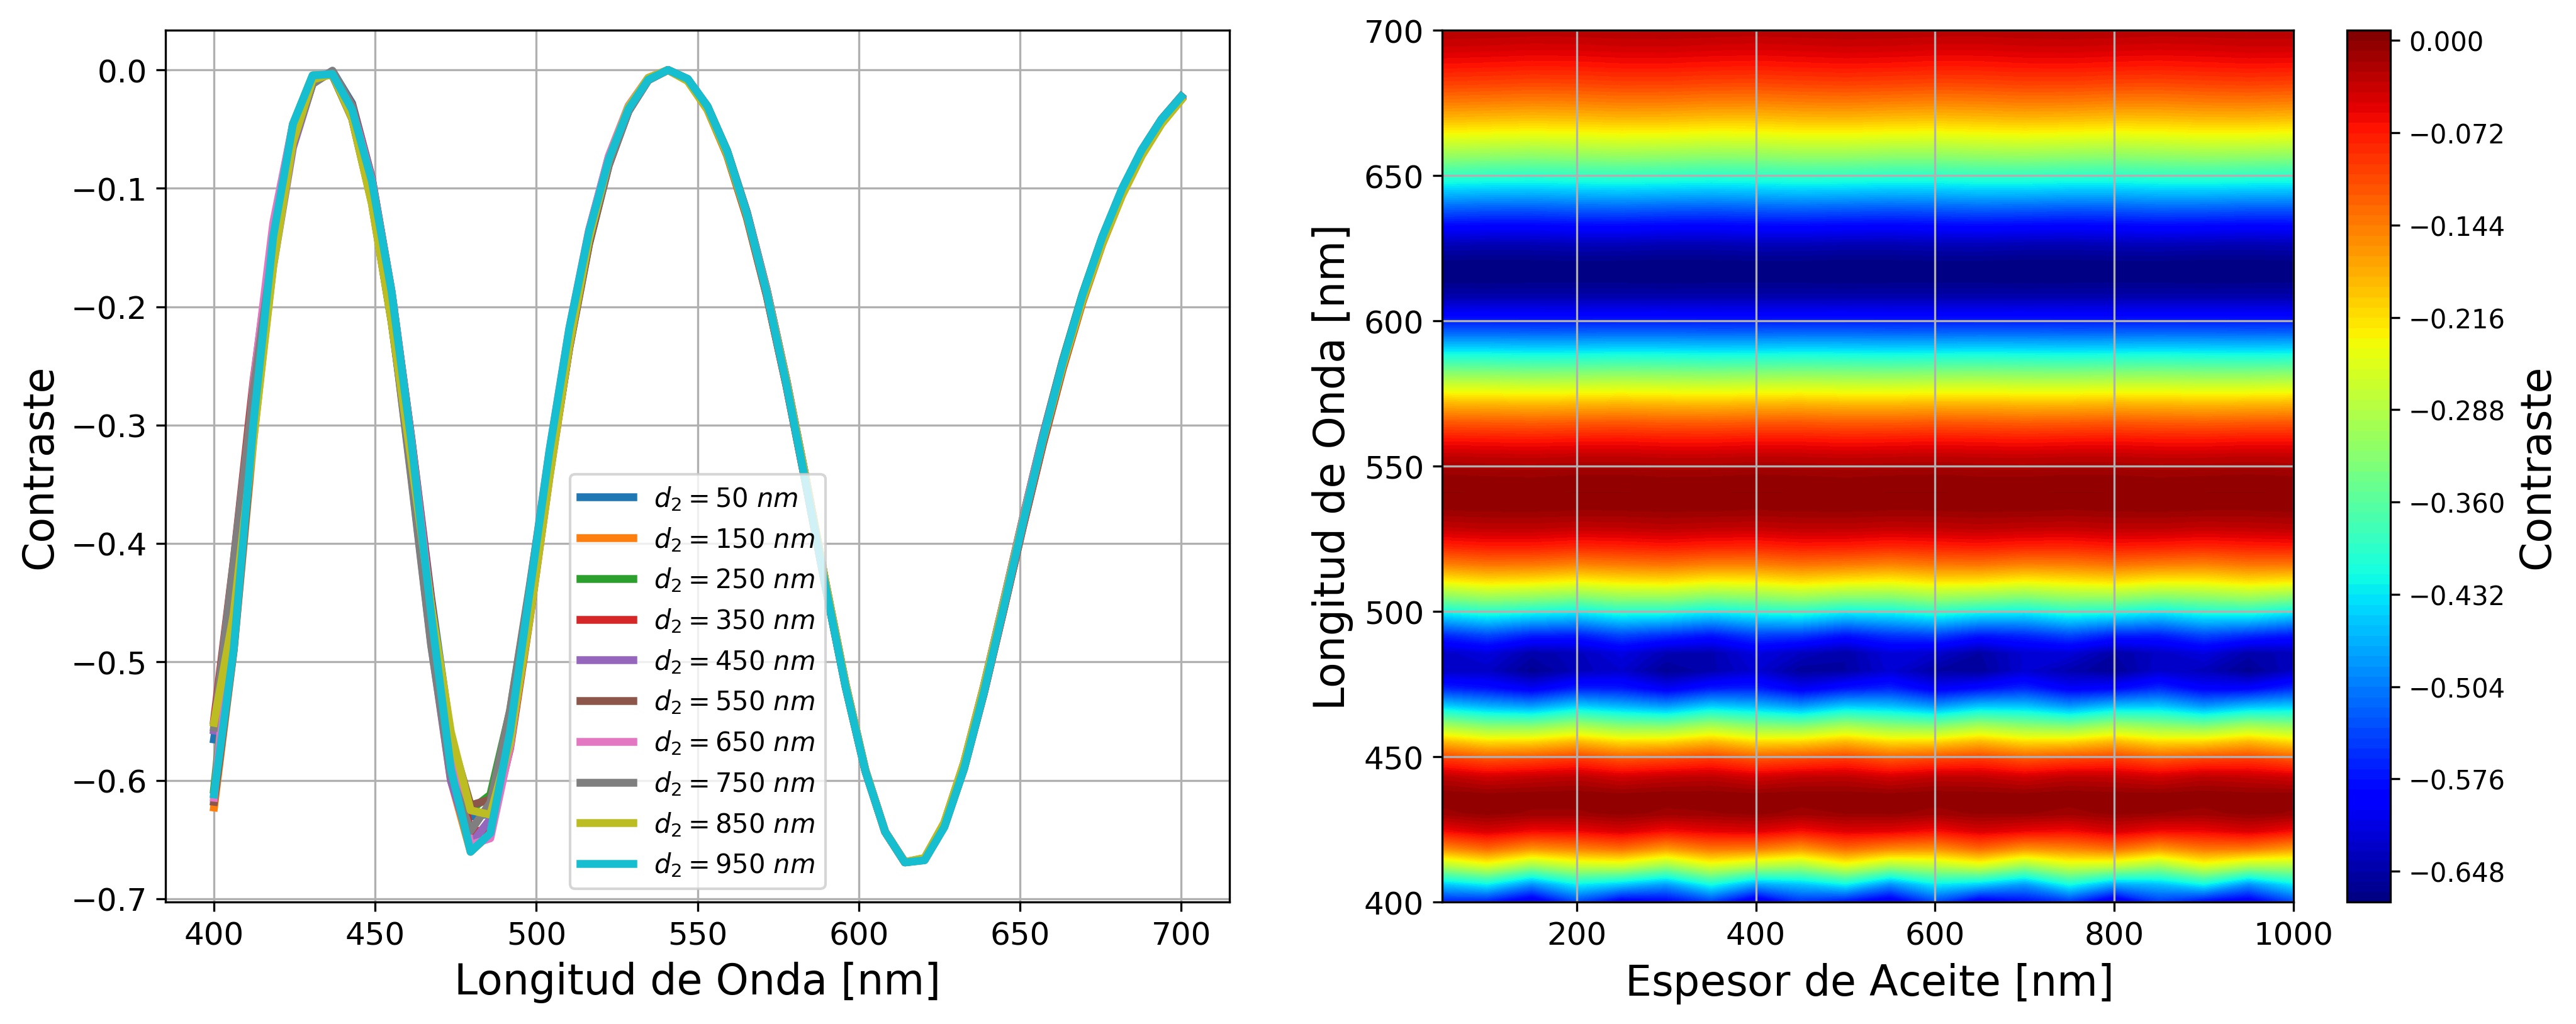 0.0
−0.1
−0.2
−0.3
−0.4
−0.5
−0.6
−0.7
Contraste
400 450 500 550 600 650 700
Longitud de Onda [nm]
d₂ = 50 nm
d₂ = 150 nm
d₂ = 250 nm
d₂ = 350 nm
d₂ = 450 nm
d₂ = 550 nm
d₂ = 650 nm
d₂ = 750 nm
d₂ = 850 nm
d₂ = 950 nm
700
650
600
550
500
450
400
Longitud de Onda [nm]
200 400 600 800 1000
Espesor de Aceite [nm]
0.000
−0.072
−0.144
−0.216
−0.288
−0.360
−0.432
−0.504
−0.576
−0.648
Contraste